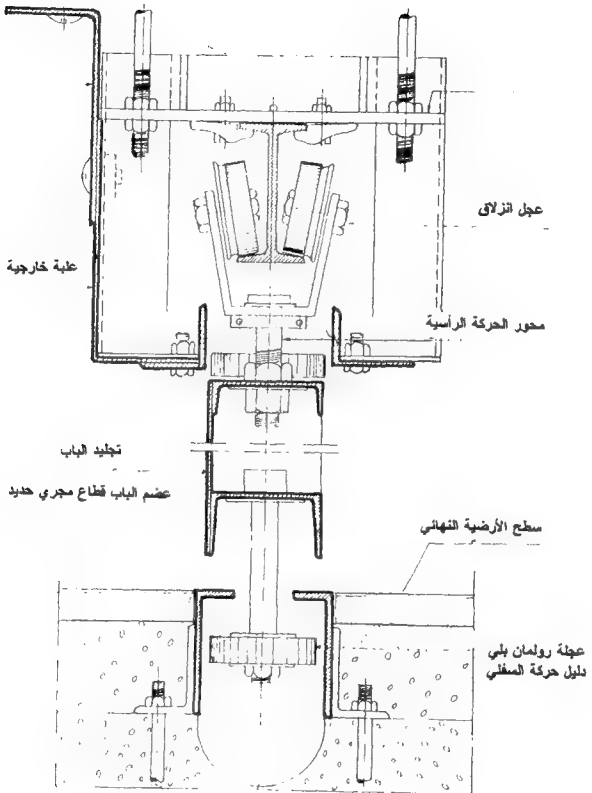 عجل انزلاق
علبة خارجية
محور الحركة الرأسية
تجليد الباب
عضم الباب قطاع مجري حديد
سطح الأرضية النهائي
عجلة رولمان بلي
دليل حركة السفلي